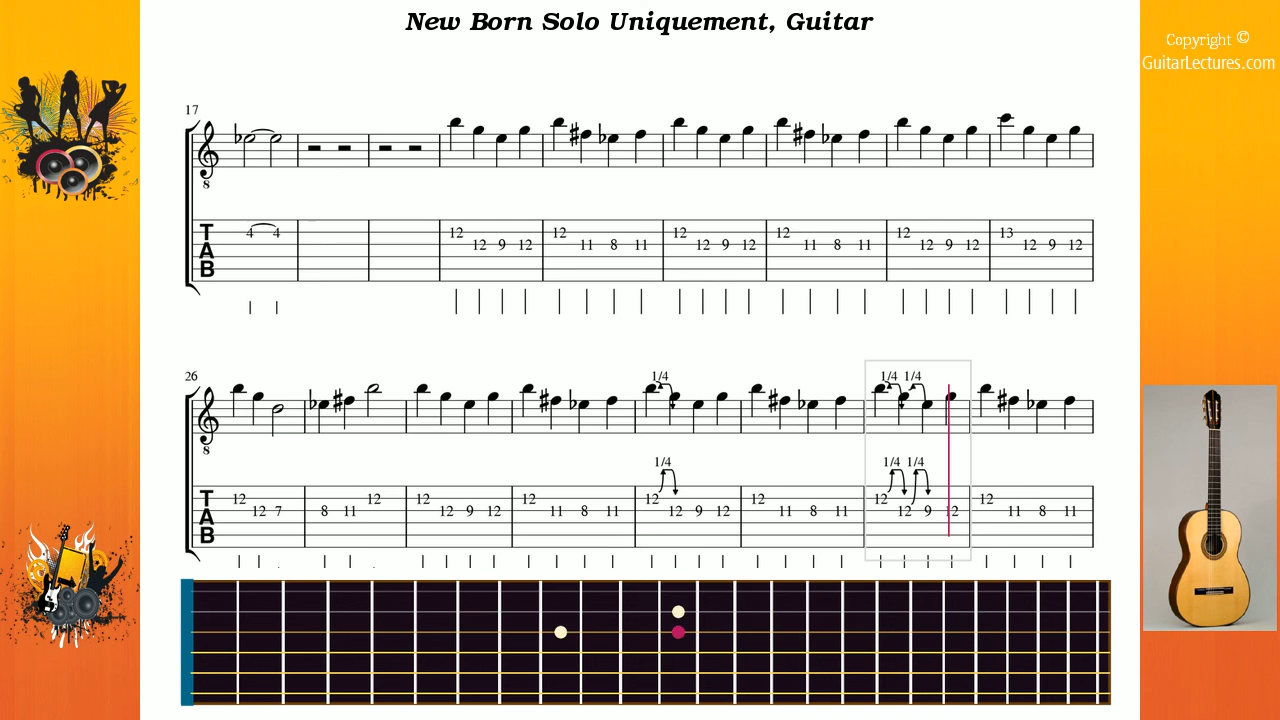 New Born Solo Uniquement, Guitar
Copyright ©
GuitarLectures.com
17
8
T A B
4 4
12 12 9 12
12 11 8 11
12 12 9 12
12 11 8 11
12 12 9 12
13 12 9 12
26
1/4
1/4 1/4
8
1/4
1/4 1/4
T A B
12 12 7
8 11 12
12 12 9 12
12 11 8 11
12 12 9 12
12 11 8 11
12 12 9 12
12 11 8 11